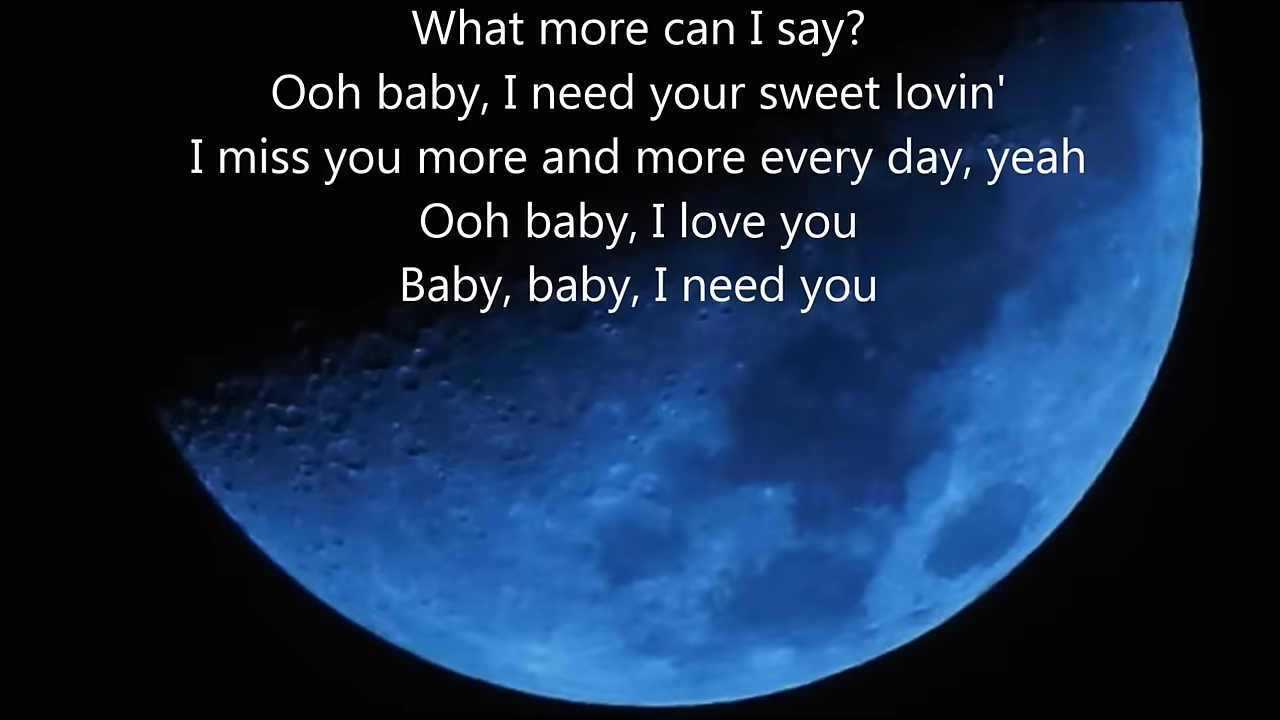 What more can I say?
Ooh baby, I need your sweet lovin'
I miss you more and more every day, yeah
Ooh baby, I love you
Baby, baby, I need you